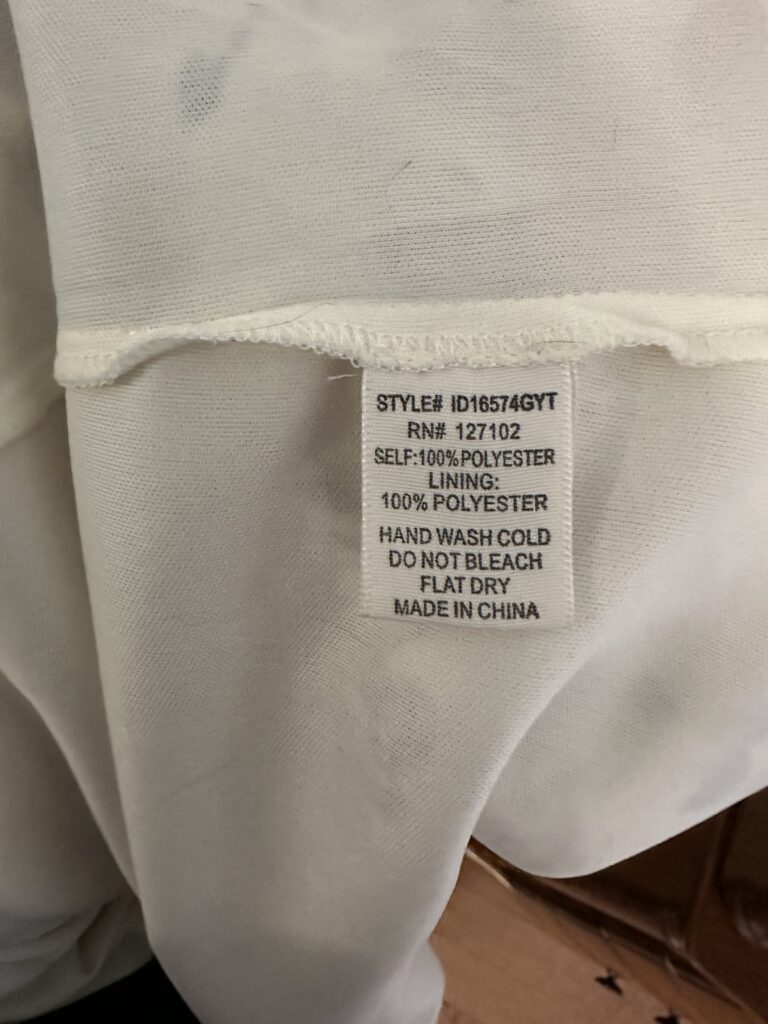 STYLE# ID16574GYT
RN# 127102
SELF:100%POLYESTER
LINING:
100% POLYESTER
HAND WASH COLD
DO NOT BLEACH
FLAT DRY
MADE IN CHINA